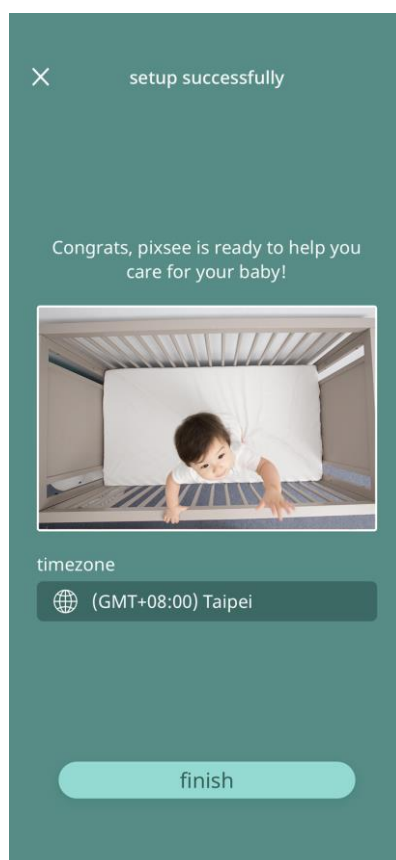 setup successfully
Congrats, pixsee is ready to help you
care for your baby!
timezone
(GMT+08:00) Taipei
finish